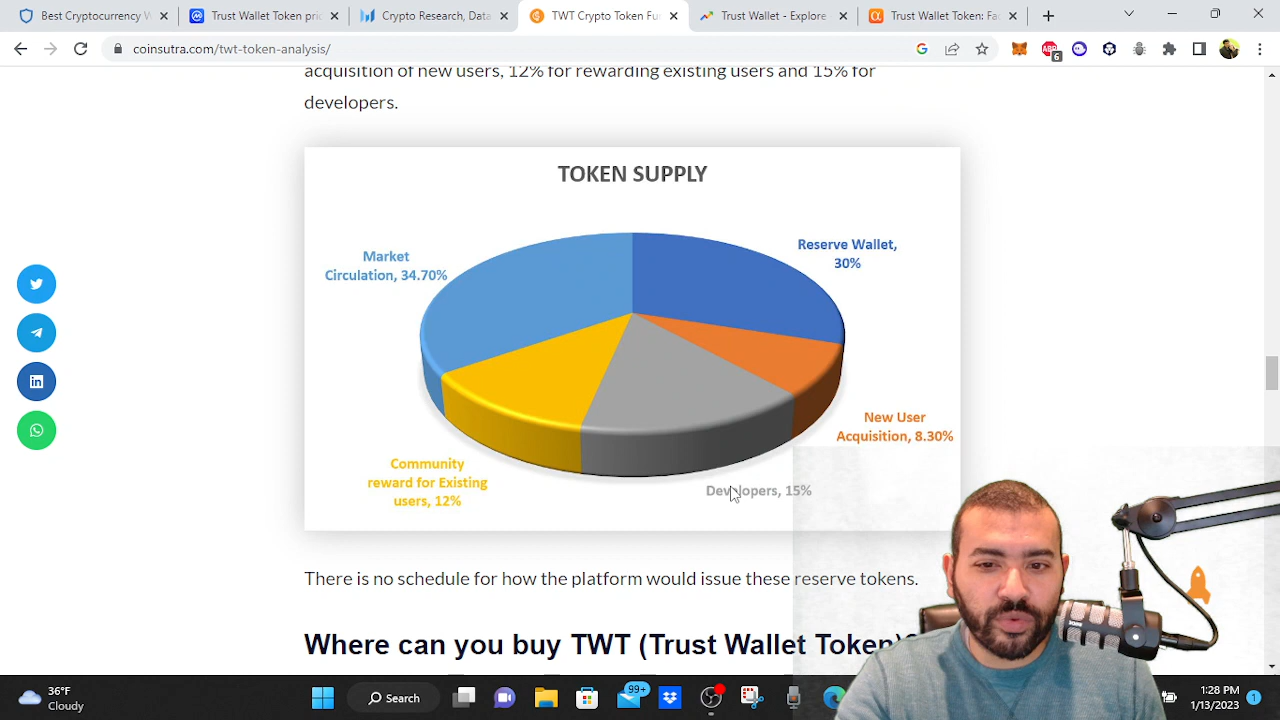 Best Cryptocurrency W
Trust Wallet Token pri
Crypto Research, Data
TWT Crypto Token Fu
Trust Wallet - Explore
Trust Wallet Token: Fa
coinsutra.com/twt-token-analysis/
ABP
6
acquisition of new users, 12% for rewarding existing users and 15% for
developers.
TOKEN SUPPLY
Market
Circulation, 34.70%
Reserve Wallet,
30%
New User
Acquisition, 8.30%
Community
reward for Existing
users, 12%
Developers, 15%
There is no schedule for how the platform would issue these reserve tokens.
Where can you buy TWT (Trust Wallet Token)?
36°F
Cloudy
Search
99+
1:28 PM
1/13/2023
1